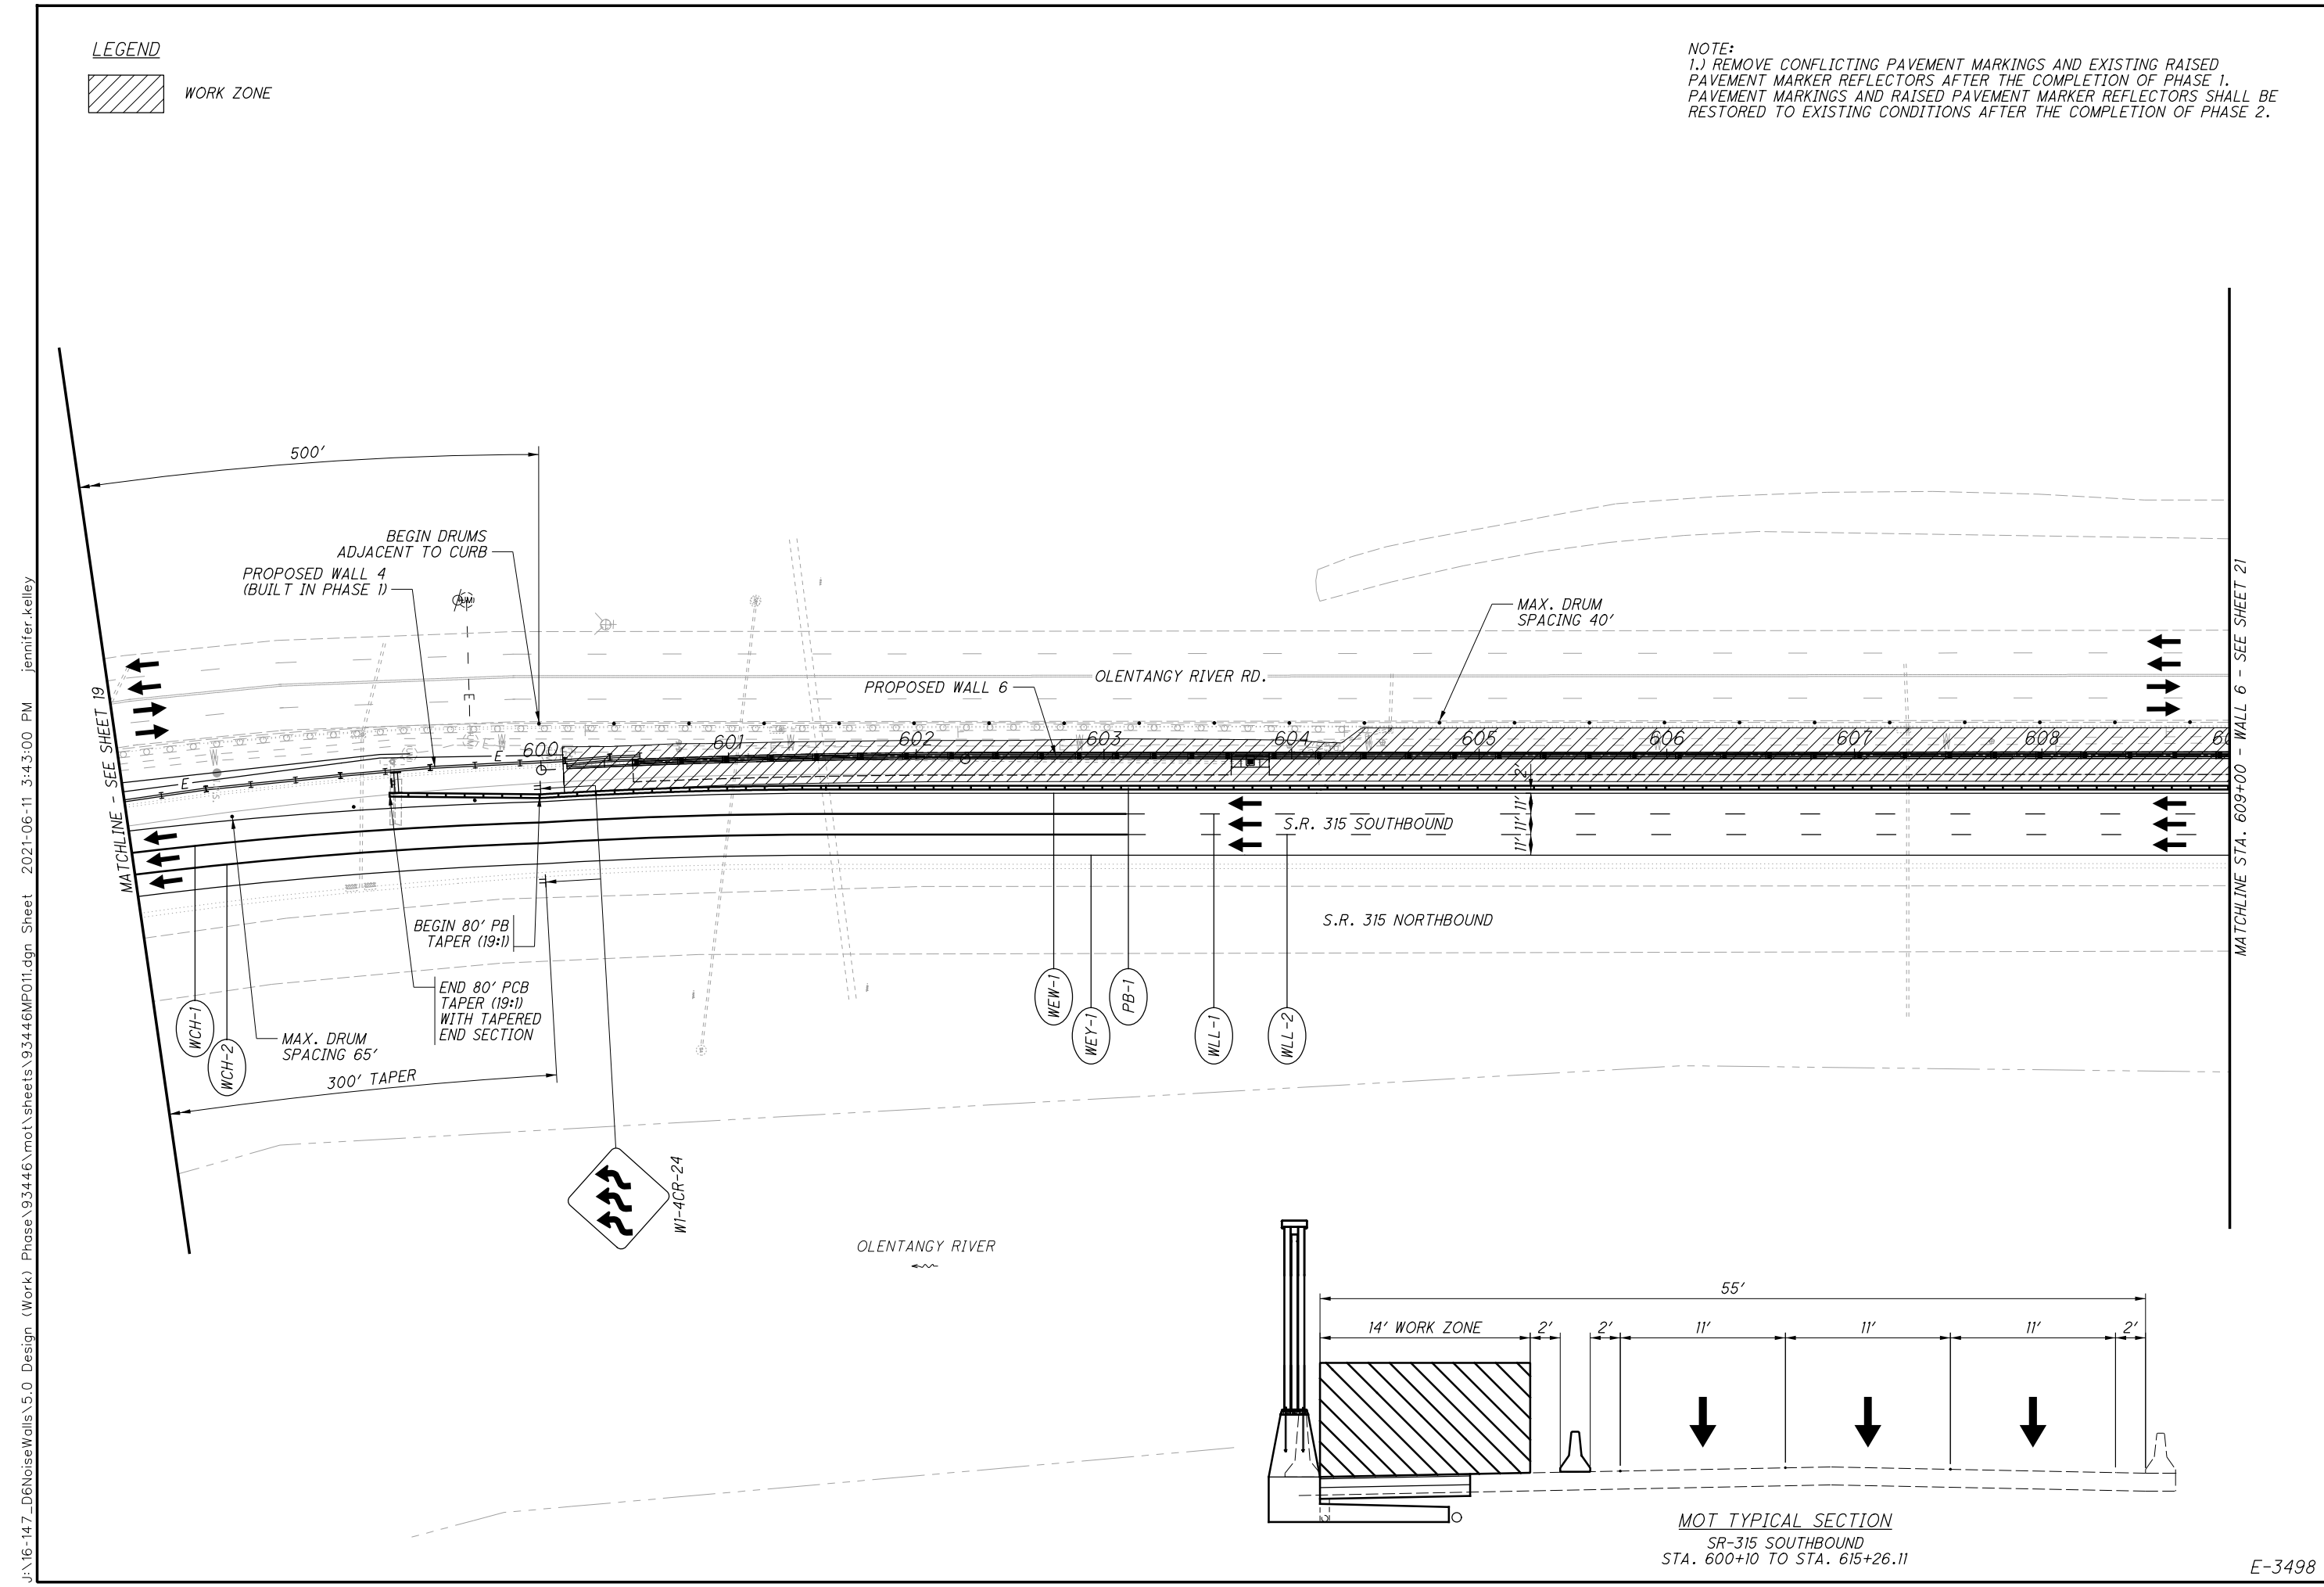 LEGEND
WORK ZONE
NOTE:
1.) REMOVE CONFLICTING PAVEMENT MARKINGS AND EXISTING RAISED
PAVEMENT MARKER REFLECTORS AFTER THE COMPLETION OF PHASE 1.
PAVEMENT MARKINGS AND RAISED PAVEMENT MARKER REFLECTORS SHALL BE
RESTORED TO EXISTING CONDITIONS AFTER THE COMPLETION OF PHASE 2.
500'
BEGIN DRUMS
ADJACENT TO CURB
PROPOSED WALL 4
(BUILT IN PHASE 1)
MAX. DRUM
SPACING 40'
OLENTANGY RIVER RD.
PROPOSED WALL 6
E
600
601
602
603
604
605
606
607
608
E
E
2'
11'
11'
11'
S.R. 315 SOUTHBOUND
S.R. 315 NORTHBOUND
MATCHLINE - SEE SHEET 19
MATCHLINE STA. 609+00 - WALL 6 - SEE SHEET 21
BEGIN 80' PB
TAPER (19:1)
END 80' PCB
TAPER (19:1)
WITH TAPERED
END SECTION
MAX. DRUM
SPACING 65'
300' TAPER
WCH-1
WCH-2
WEW-1
WEY-1
PB-1
WLL-1
WLL-2
W1-4CR-24
OLENTANGY RIVER
55'
14' WORK ZONE
2'
2'
11'
11'
11'
2'
MOT TYPICAL SECTION
SR-315 SOUTHBOUND
STA. 600+10 TO STA. 615+26.11
E-3498
J:\16-147_D6NoiseWalls\5.0 Design (Work) Phase\93446\mot\sheets\93446MP011.dgn Sheet 2021-06-11 3:43:00 PM jennifer.kelley